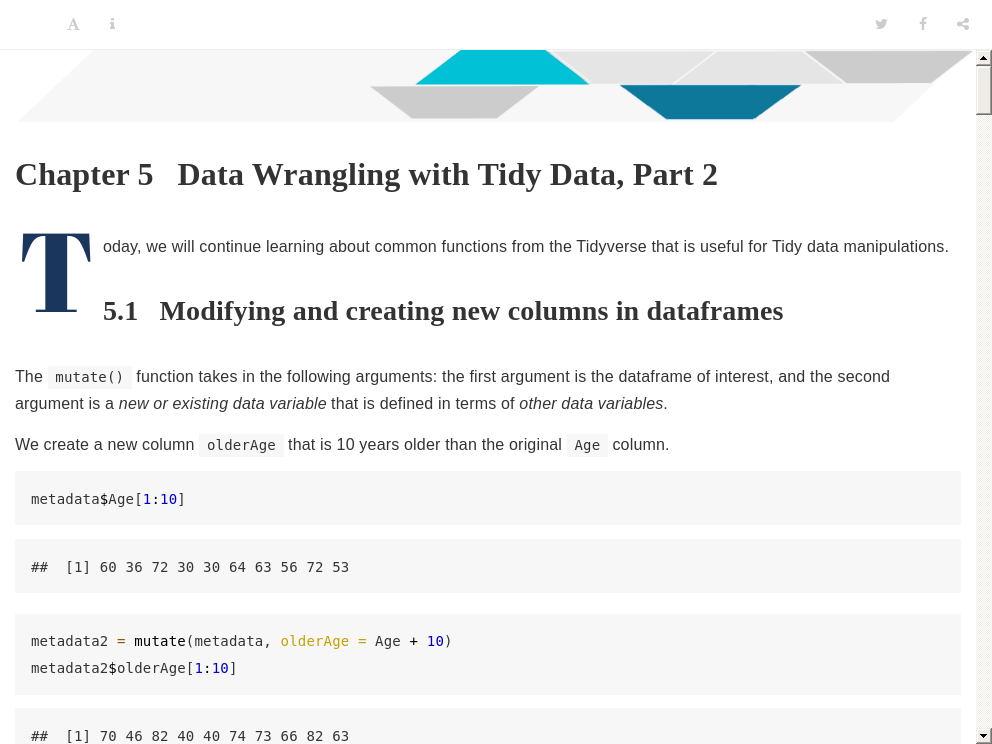 Chapter 5 Data Wrangling with Tidy Data, Part 2
Today, we will continue learning about common functions from the Tidyverse that is useful for Tidy data manipulations.
5.1 Modifying and creating new columns in dataframes
The mutate() function takes in the following arguments: the first argument is the dataframe of interest, and the second
argument is a new or existing data variable that is defined in terms of other data variables.
We create a new column olderAge that is 10 years older than the original Age column.
metadata$Age[1:10]
##  [1] 60 36 72 30 30 64 63 56 72 53
metadata2 = mutate(metadata, olderAge = Age + 10)
metadata2$olderAge[1:10]
##  [1] 70 46 82 40 40 74 73 66 82 63